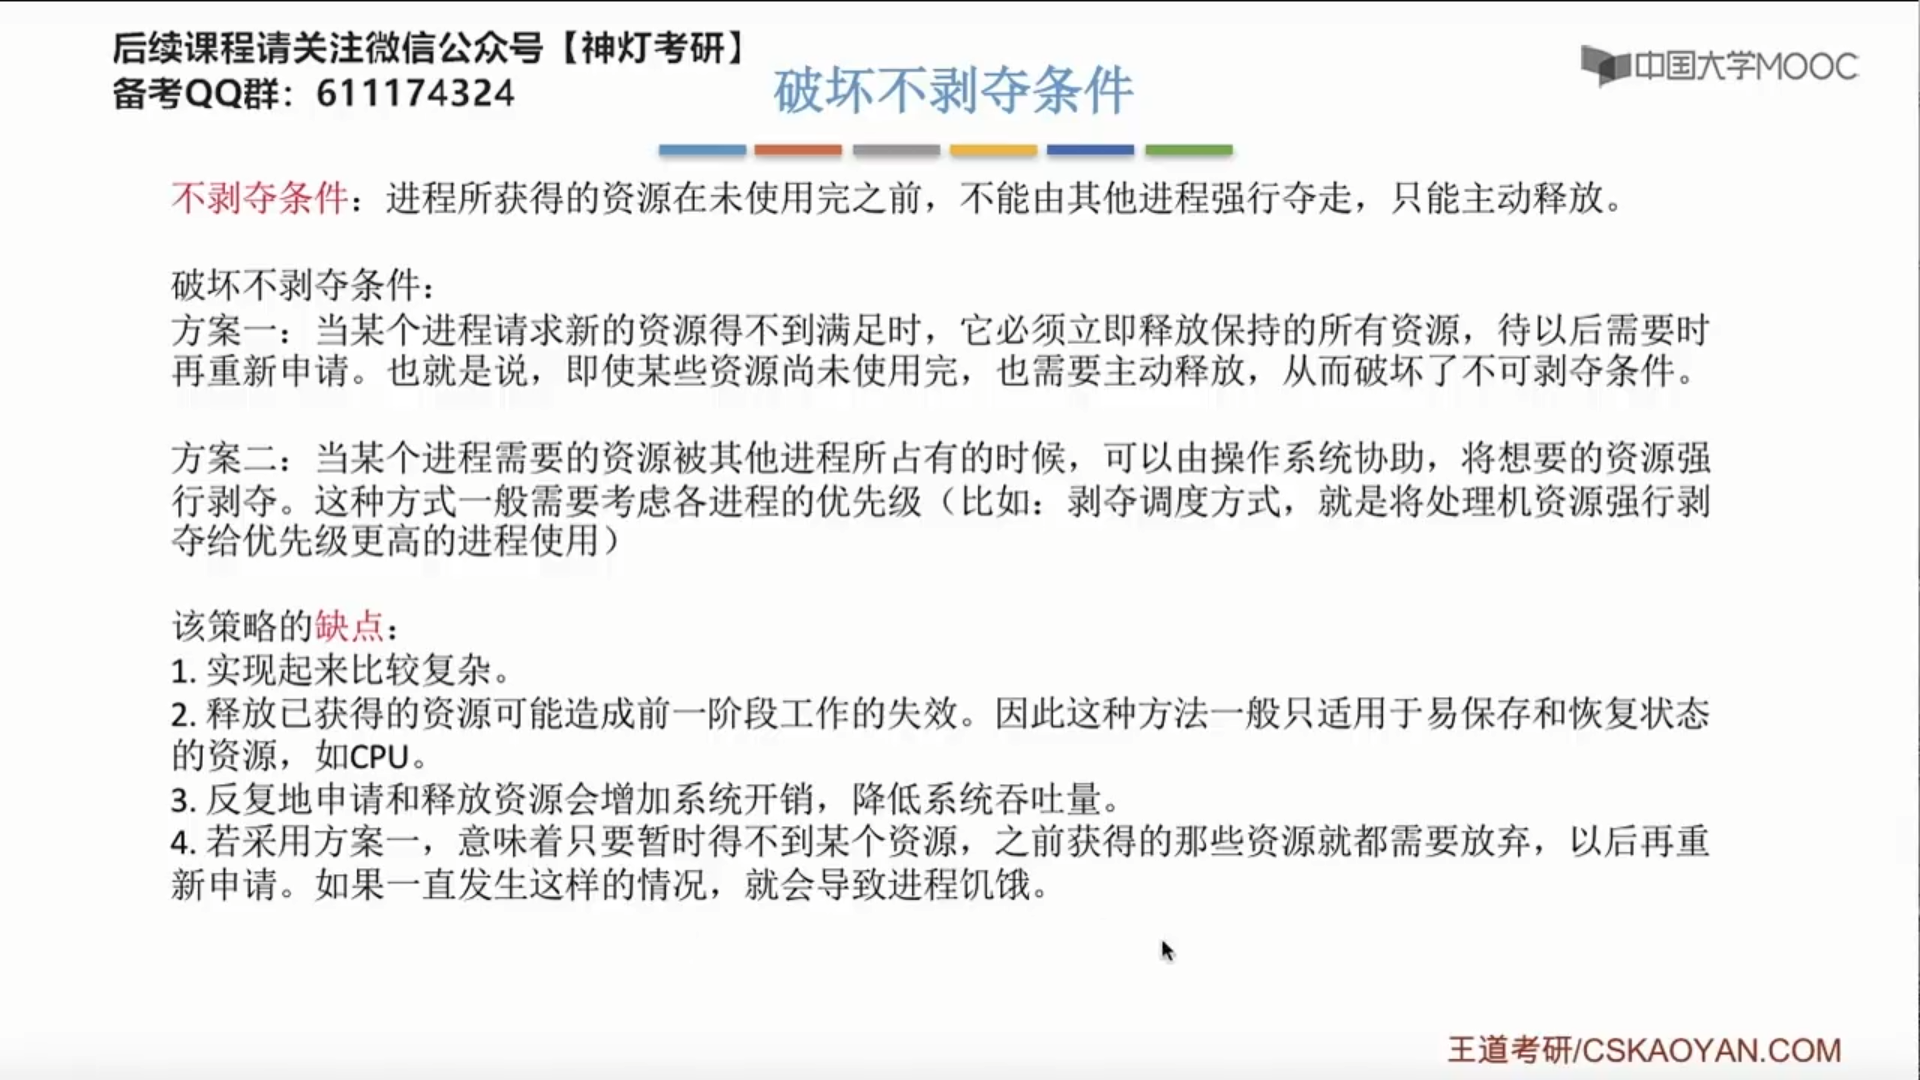 后续课程请关注微信公众号【神灯考研】
备考QQ群：611174324
中国大学MOOC
破坏不剥夺条件
不剥夺条件：进程所获得的资源在未使用完之前，不能由其他进程强行夺走，只能主动释放。
破坏不剥夺条件：
方案一：当某个进程请求新的资源得不到满足时，它必须立即释放保持的所有资源，待以后需要时
再重新申请。也就是说，即使某些资源尚未使用完，也需要主动释放，从而破坏了不可剥夺条件。
方案二：当某个进程需要的资源被其他进程所占有的时候，可以由操作系统协助，将想要的资源强
行剥夺。这种方式一般需要考虑各进程的优先级（比如：剥夺调度方式，就是将处理机资源强行剥
夺给优先级更高的进程使用）
该策略的缺点：
1. 实现起来比较复杂。
2. 释放已获得的资源可能造成前一阶段工作的失效。因此这种方法一般只适用于易保存和恢复状态
的资源，如CPU。
3. 反复地申请和释放资源会增加系统开销，降低系统吞吐量。
4. 若采用方案一，意味着只要暂时得不到某个资源，之前获得的那些资源就都需要放弃，以后再重
新申请。如果一直发生这样的情况，就会导致进程饥饿。
王道考研/CSKAOYAN.COM